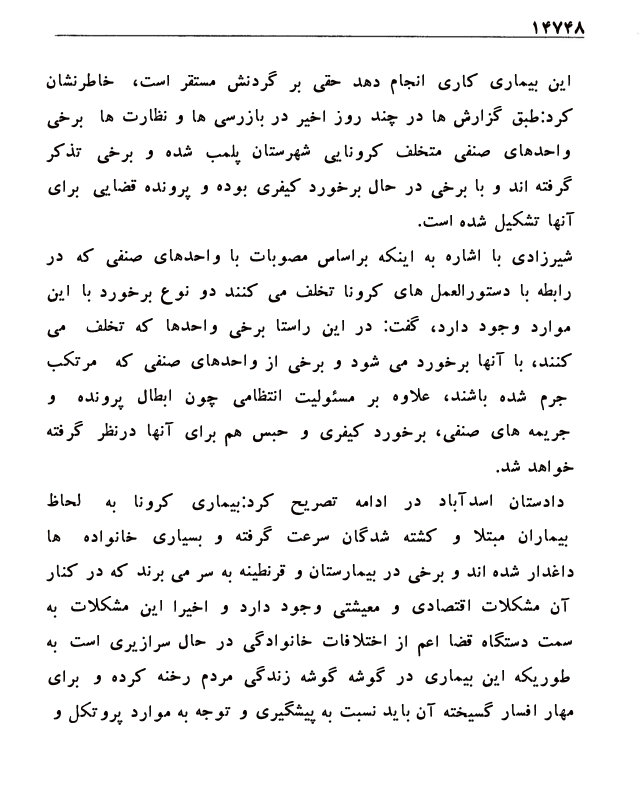 ۱۴۷۴۸
این بیماری کاری انجام دهد حقی بر گردنش مستقر است، خاطرنشان
کرد:طبق گزارش ها در چند روز اخیر در بازرسی ها و نظارت ها برخی
واحدهای صنفی متخلف کرونایی شهرستان پلمب شده و برخی تذکر
گرفته اند و با برخی در حال برخورد کیفری بوده و پرونده قضایی برای
آنها تشکیل شده است.
شیرزادی با اشاره به اینکه براساس مصوبات با واحدهای صنفی که در
رابطه با دستورالعمل های کرونا تخلف می کنند دو نوع برخورد با این
موارد وجود دارد، گفت: در این راستا برخی واحدها که تخلف می
کنند، با آنها برخورد می شود و برخی از واحدهای صنفی که مرتکب
جرم شده باشند، علاوه بر مسئولیت انتظامی چون ابطال پرونده و
جریمه های صنفی، برخورد کیفری و حبس هم برای آنها درنظر گرفته
خواهد شد.
دادستان اسدآباد در ادامه تصریح کرد:بیماری کرونا به لحاظ
بیماران مبتلا و کشته شدگان سرعت گرفته و بسیاری خانواده ها
داغدار شده اند و برخی در بیمارستان و قرنطینه به سر می برند که در کنار
آن مشکلات اقتصادی و معیشتی وجود دارد و اخیرا این مشکلات به
سمت دستگاه قضا اعم از اختلافات خانوادگی در حال سرازیری است به
طوریکه این بیماری در گوشه گوشه زندگی مردم رخنه کرده و برای
مهار افسار گسیخته آن باید نسبت به پیشگیری و توجه به موارد پروتکل و